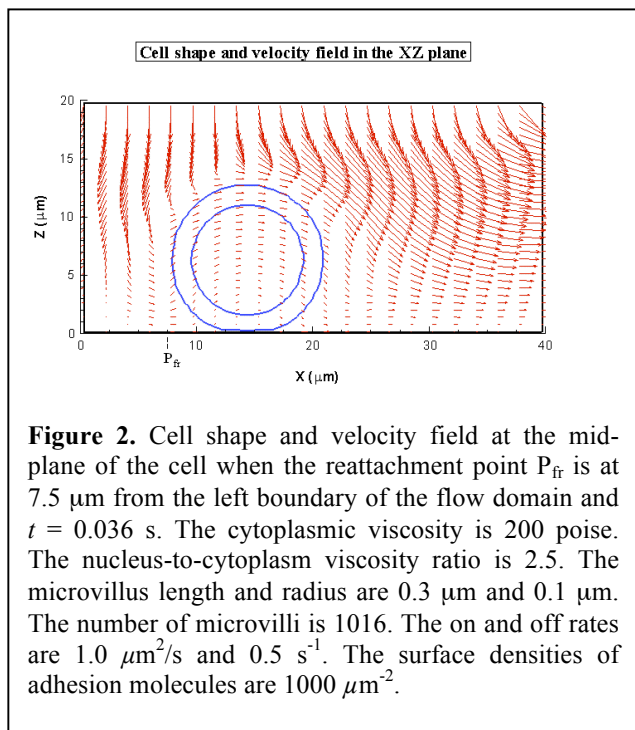 Cell shape and velocity field in the XZ plane
20
15
10
5
0
Z (μm)
0 10 20 30 40
P_fr
X (μm)
Figure 2. Cell shape and velocity field at the mid-
plane of the cell when the reattachment point P_fr is at
7.5 μm from the left boundary of the flow domain and
t = 0.036 s. The cytoplasmic viscosity is 200 poise.
The nucleus-to-cytoplasm viscosity ratio is 2.5. The
microvillus length and radius are 0.3 μm and 0.1 μm.
The number of microvilli is 1016. The on and off rates
are 1.0 μm²/s and 0.5 s⁻¹. The surface densities of
adhesion molecules are 1000 μm⁻².